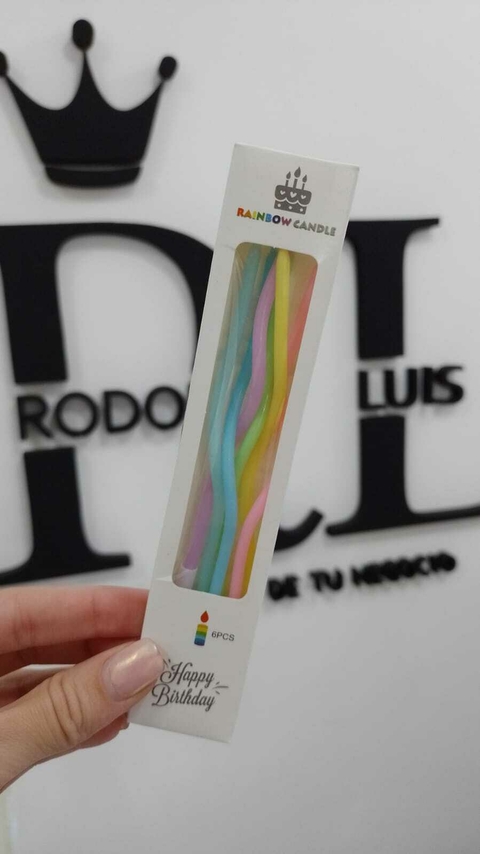 RAINBOW CANDLE
RODO
LUIS
DE TU NEGOCIO
6PCS
Happy
Birthday